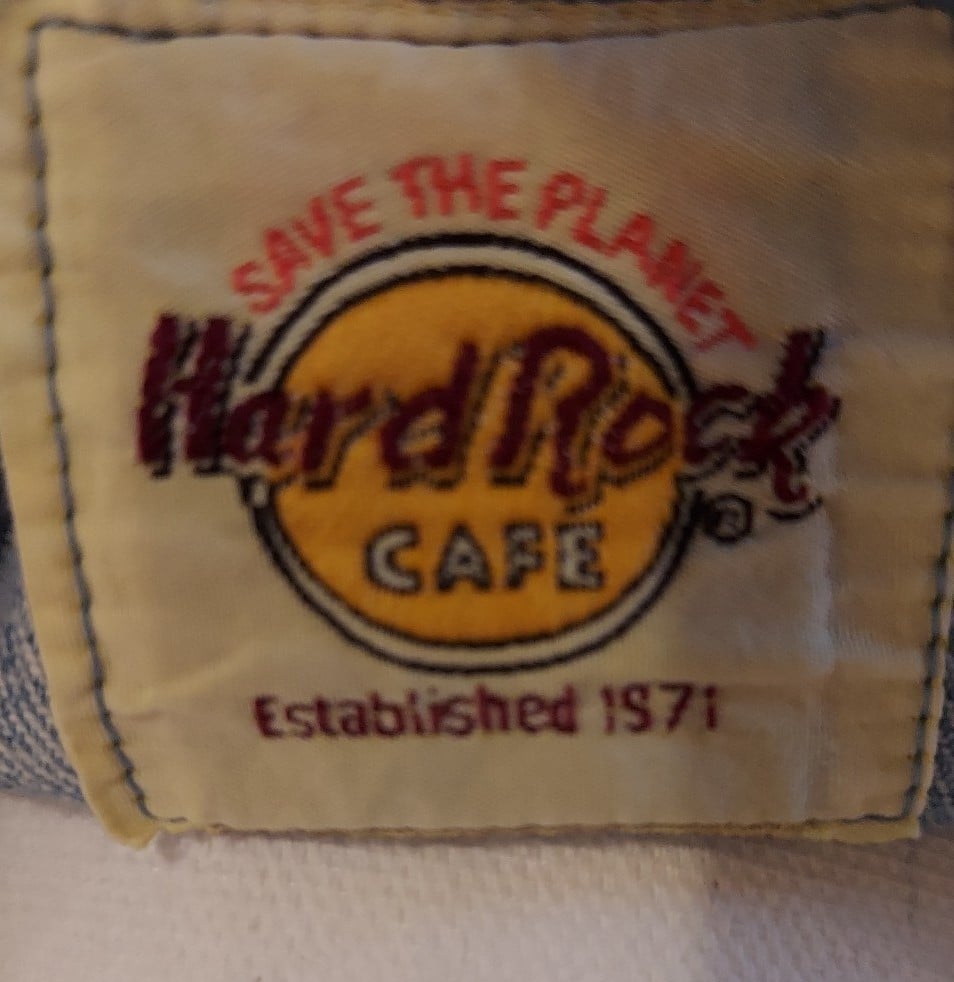 SAVE THE PLANET
Hard Rock
CAFE
®
Established 1971